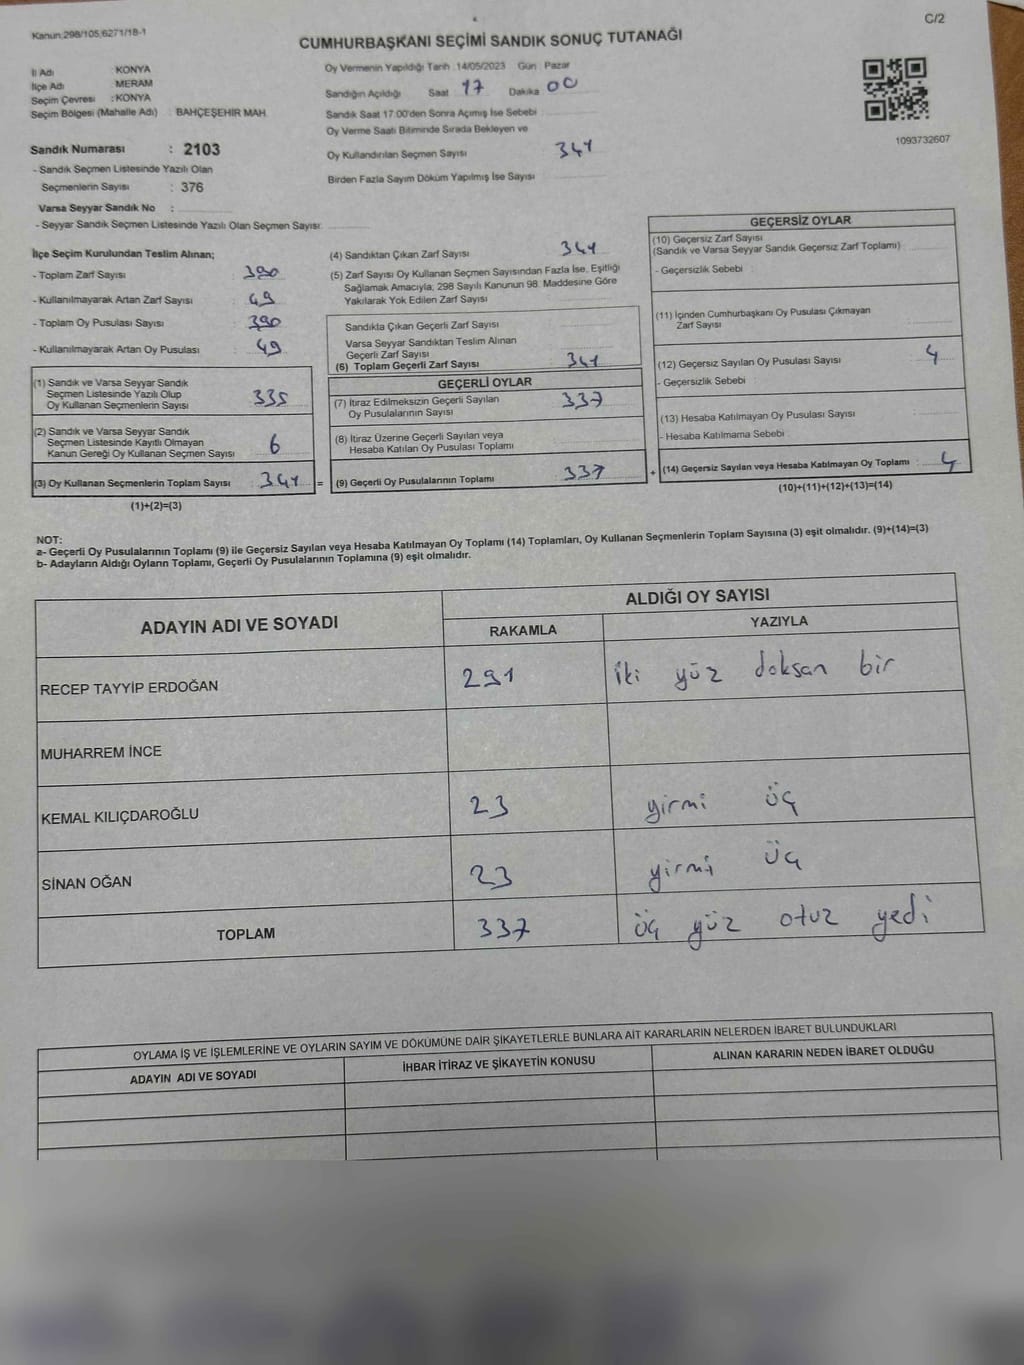 Kanun:298/105,6271/18-1
C/2
CUMHURBAŞKANI SEÇİMİ SANDIK SONUÇ TUTANAĞI
İl Adı : KONYA
İlçe Adı : MERAM
Seçim Çevresi : KONYA
Seçim Bölgesi (Mahalle Adı) : BAHÇEŞEHİR MAH.
Oy Vermenin Yapıldığı Tarih :14/05/2023 Gün : Pazar
Sandığın Açıldığı Saat 17 Dakika 00
Sandık Saat 17:00'den Sonra Açımış İse Sebebi :
Oy Verme Saati Bitiminde Sırada Bekleyen ve
Oy Kullandırılan Seçmen Sayısı 341
Birden Fazla Sayım Döküm Yapılmış İse Sayısı
1093732607
Sandık Numarası : 2103
- Sandık Seçmen Listesinde Yazılı Olan
Seçmenlerin Sayısı : 376
Varsa Seyyar Sandık No :
- Seyyar Sandık Seçmen Listesinde Yazılı Olan Seçmen Sayısı:
İlçe Seçim Kurulundan Teslim Alınan;
- Toplam Zarf Sayısı : 390
- Kullanılmayarak Artan Zarf Sayısı : 49
- Toplam Oy Pusulası Sayısı : 390
- Kullanılmayarak Artan Oy Pusulası : 49
(1) Sandık ve Varsa Seyyar Sandık
Seçmen Listesinde Yazılı Olup
Oy Kullanan Seçmenlerin Sayısı 335
(2) Sandık ve Varsa Seyyar Sandık
Seçmen Listesinde Kayıtlı Olmayan
Kanun Gereği Oy Kullanan Seçmen Sayısı 6
(3) Oy Kullanan Seçmenlerin Toplam Sayısı : 341 =
(1)+(2)=(3)
(4) Sandıktan Çıkan Zarf Sayısı 341
(5) Zarf Sayısı Oy Kullanan Seçmen Sayısından Fazla İse, Eşitliği
Sağlamak Amacıyla; 298 Sayılı Kanunun 98. Maddesine Göre
Yakılarak Yok Edilen Zarf Sayısı
Sandıkta Çıkan Geçerli Zarf Sayısı
Varsa Seyyar Sandıktan Teslim Alınan
Geçerli Zarf Sayısı
(6) Toplam Geçerli Zarf Sayısı 341
GEÇERLİ OYLAR
(7) İtiraz Edilmeksizin Geçerli Sayılan
Oy Pusulalarının Sayısı 337
(8) İtiraz Üzerine Geçerli Sayılan veya
Hesaba Katılan Oy Pusulası Toplamı
(9) Geçerli Oy Pusulalarının Toplamı 337 +
GEÇERSİZ OYLAR
(10) Geçersiz Zarf Sayısı
(Sandık ve Varsa Seyyar Sandık Geçersiz Zarf Toplamı)
- Geçersizlik Sebebi :
(11) İçinden Cumhurbaşkanı Oy Pusulası Çıkmayan
Zarf Sayısı
(12) Geçersiz Sayılan Oy Pusulası Sayısı 4
- Geçersizlik Sebebi :
(13) Hesaba Katılmayan Oy Pusulası Sayısı
- Hesaba Katılmama Sebebi
(14) Geçersiz Sayılan veya Hesaba Katılmayan Oy Toplamı : 4
(10)+(11)+(12)+(13)=(14)
NOT:
a- Geçerli Oy Pusulalarının Toplamı (9) ile Geçersiz Sayılan veya Hesaba Katılmayan Oy Toplamı (14) Toplamları, Oy Kullanan Seçmenlerin Toplam Sayısına (3) eşit olmalıdır. (9)+(14)=(3)
b- Adayların Aldığı Oyların Toplamı, Geçerli Oy Pusulalarının Toplamına (9) eşit olmalıdır.
ADAYIN ADI VE SOYADI
ALDIĞI OY SAYISI
RAKAMLA YAZIYLA
RECEP TAYYİP ERDOĞAN 291 iki yüz doksan bir
MUHARREM İNCE
KEMAL KILIÇDAROĞLU 23 yirmi üç
SİNAN OĞAN 23 yirmi üç
TOPLAM 337 üç yüz otuz yedi
OYLAMA İŞ VE İŞLEMLERİNE VE OYLARIN SAYIM VE DÖKÜMÜNE DAİR ŞİKAYETLERLE BUNLARA AİT KARARLARIN NELERDEN İBARET BULUNDUKLARI
ADAYIN ADI VE SOYADI İHBAR İTİRAZ VE ŞİKAYETİN KONUSU ALINAN KARARIN NEDEN İBARET OLDUĞU